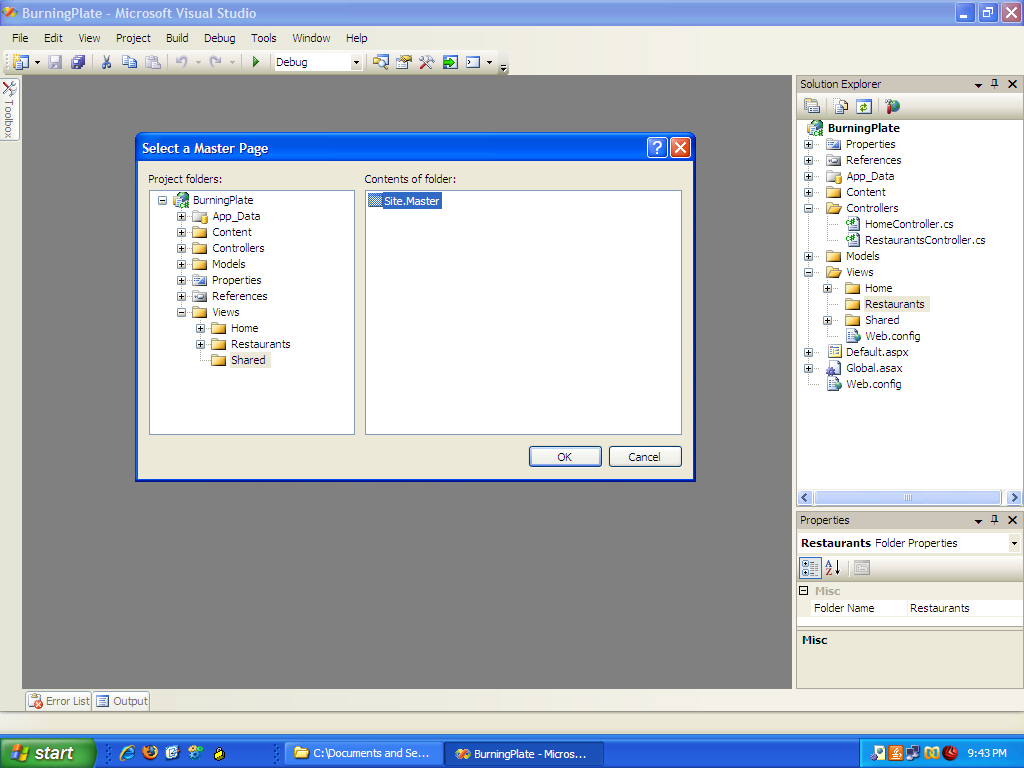 BurningPlate - Microsoft Visual Studio
File Edit View Project Build Debug Tools Window Help
Debug
Toolbox
Select a Master Page
Project folders:
BurningPlate
App_Data
Content
Controllers
Models
Properties
References
Views
Home
Restaurants
Shared
Contents of folder:
Site.Master
OK Cancel
Solution Explorer
BurningPlate
Properties
References
App_Data
Content
Controllers
HomeController.cs
RestaurantsController.cs
Models
Views
Home
Restaurants
Shared
Web.config
Default.aspx
Global.asax
Web.config
Properties
Restaurants Folder Properties
Misc
Folder Name Restaurants
Misc
Error List Output
start
C:\Documents and Se...
BurningPlate - Micros...
9:43 PM